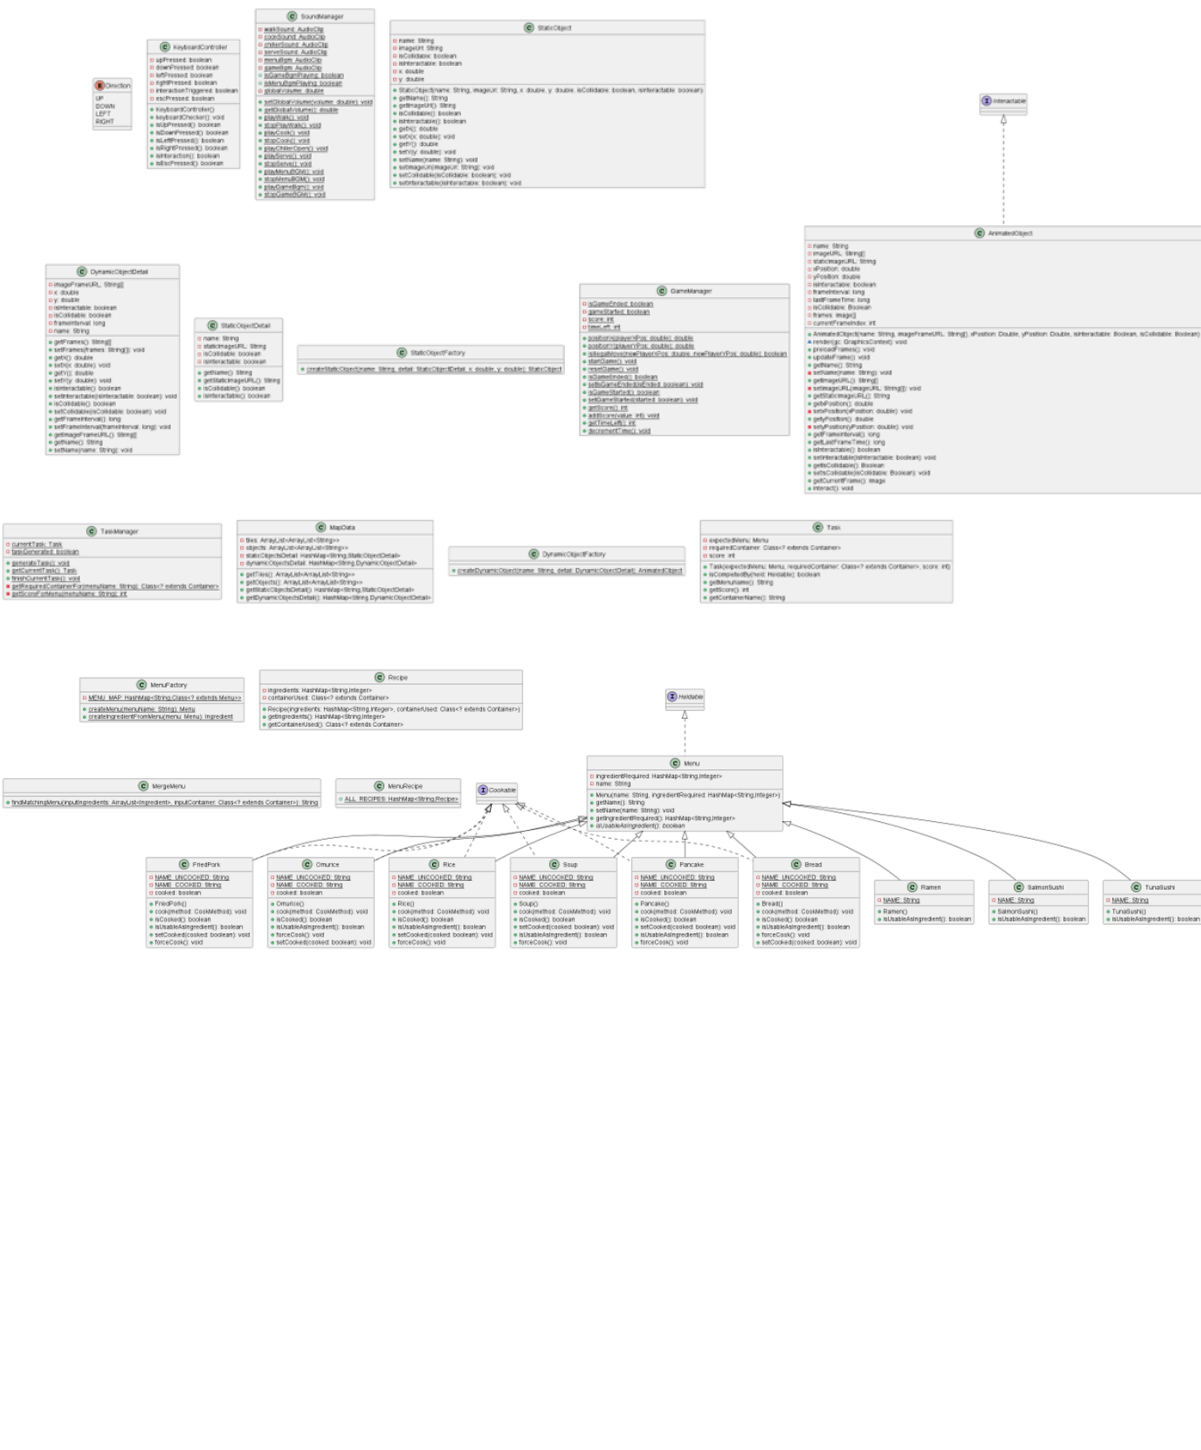 SoundManager
walkSound: AudioClip
cookSound: AudioClip
chillerSound: AudioClip
serveSound: AudioClip
menuBgm: AudioClip
gameBgm: AudioClip
isGameBgmPlaying: boolean
isMenuBgmPlaying: boolean
globalVolume: double
setGlobalVolume(volume: double): void
getGlobalVolume(): double
playWalk(): void
stopPlayWalk(): void
playCook(): void
stopCook(): void
playChillerOpen(): void
playServe(): void
stopServe(): void
playMenuBGM(): void
stopMenuBGM(): void
playGameBgm(): void
stopGameBGM(): void
StaticObject
name: String
imageUrl: String
isCollidable: boolean
isInteractable: boolean
x: double
y: double
StaticObject(name: String, imageUrl: String, x: double, y: double, isCollidable: boolean, isInteractable: boolean)
getName(): String
getImageUrl(): String
isCollidable(): boolean
isInteractable(): boolean
getX(): double
setX(x: double): void
getY(): double
setY(y: double): void
setName(name: String): void
setImageUrl(imageUrl: String): void
setCollidable(isCollidable: boolean): void
setInteractable(isInteractable: boolean): void
KeyboardController
upPressed: boolean
downPressed: boolean
leftPressed: boolean
rightPressed: boolean
interactionTriggered: boolean
escPressed: boolean
KeyboardController()
keyboardChecker(): void
isUpPressed(): boolean
isDownPressed(): boolean
isLeftPressed(): boolean
isRightPressed(): boolean
isInteraction(): boolean
isEscPressed(): boolean
Direction
UP
DOWN
LEFT
RIGHT
Interactable
AnimatedObject
name: String
imageURL: String[]
staticImageURL: String
xPosition: double
yPosition: double
isInteractable: boolean
frameInterval: long
lastFrameTime: long
isCollidable: Boolean
frames: Image[]
currentFrameIndex: int
AnimatedObject(name: String, imageFrameURL: String[], xPosition: Double, yPosition: Double, isInteractable: Boolean, isCollidable: Boolean)
render(gc: GraphicsContext): void
preloadFrames(): void
updateFrame(): void
getName(): String
setName(name: String): void
getImageURL(): String[]
setImageURL(imageURL: String[]): void
getStaticImageURL(): String
getxPosition(): double
setxPosition(xPosition: double): void
getyPosition(): double
setyPosition(yPosition: double): void
getFrameInterval(): long
getLastFrameTime(): long
isInteractable(): boolean
setInteractable(isInteractable: boolean): void
getIsCollidable(): Boolean
setIsCollidable(isCollidable: Boolean): void
getCurrentFrame(): Image
interact(): void
DynamicObjectDetail
imageFrameURL: String[]
x: double
y: double
isInteractable: boolean
isCollidable: boolean
frameInterval: long
name: String
getFrames(): String[]
setFrames(frames: String[]): void
getX(): double
setX(x: double): void
getY(): double
setY(y: double): void
isInteractable(): boolean
setInteractable(isInteractable: boolean): void
isCollidable(): boolean
setCollidable(isCollidable: boolean): void
getFrameInterval(): long
setFrameInterval(frameInterval: long): void
getImageFrameURL(): String[]
getName(): String
setName(name: String): void
StaticObjectDetail
name: String
staticImageURL: String
isCollidable: boolean
isInteractable: boolean
getName(): String
getStaticImageURL(): String
isCollidable(): boolean
isInteractable(): boolean
StaticObjectFactory
createStaticObject(name: String, detail: StaticObjectDetail, x: double, y: double): StaticObject
GameManager
isGameEnded: boolean
gameStarted: boolean
score: int
timeLeft: int
positionx(playerXPos: double): double
positiony(playerYPos: double): double
isIllegalMove(newPlayerXPos: double, newPlayerYPos: double): boolean
startGame(): void
resetGame(): void
isGameEnded(): boolean
setIsGameEnded(isEnded: boolean): void
isGameStarted(): boolean
setGameStarted(started: boolean): void
getScore(): int
addScore(value: int): void
getTimeLeft(): int
decrementTime(): void
TaskManager
currentTask: Task
taskGenerated: boolean
generateTask(): void
getCurrentTask(): Task
finishCurrentTask(): void
getRequiredContainerFor(menuName: String): Class<? extends Container>
getScoreForMenu(menuName: String): int
MapData
tiles: ArrayList<ArrayList<String>>
objects: ArrayList<ArrayList<String>>
staticObjectsDetail: HashMap<String,StaticObjectDetail>
dynamicObjectsDetail: HashMap<String,DynamicObjectDetail>
getTiles(): ArrayList<ArrayList<String>>
getObjects(): ArrayList<ArrayList<String>>
getStaticObjectsDetail(): HashMap<String,StaticObjectDetail>
getDynamicObjectsDetail(): HashMap<String,DynamicObjectDetail>
DynamicObjectFactory
createDynamicObject(name: String, detail: DynamicObjectDetail): AnimatedObject
Task
expectedMenu: Menu
requiredContainer: Class<? extends Container>
score: int
Task(expectedMenu: Menu, requiredContainer: Class<? extends Container>, score: int)
isCompletedBy(held: Holdable): boolean
getMenuName(): String
getScore(): int
getContainerName(): String
MenuFactory
MENU_MAP: HashMap<String,Class<? extends Menu>>
createMenu(menuName: String): Menu
createIngredientFromMenu(menu: Menu): Ingredient
Recipe
ingredients: HashMap<String,Integer>
containerUsed: Class<? extends Container>
Recipe(ingredients: HashMap<String,Integer>, containerUsed: Class<? extends Container>)
getIngredients(): HashMap<String,Integer>
getContainerUsed(): Class<? extends Container>
Holdable
MergeMenu
findMatchingMenu(inputIngredients: ArrayList<Ingredient>, inputContainer: Class<? extends Container>): String
MenuRecipe
ALL_RECIPES: HashMap<String,Recipe>
Cookable
Menu
ingredientRequired: HashMap<String,Integer>
name: String
Menu(name: String, ingredientRequired: HashMap<String,Integer>)
getName(): String
setName(name: String): void
getIngredientRequired(): HashMap<String,Integer>
isUsableAsIngredient(): boolean
FriedPork
NAME_UNCOOKED: String
NAME_COOKED: String
cooked: boolean
FriedPork()
cook(method: CookMethod): void
isCooked(): boolean
isUsableAsIngredient(): boolean
setCooked(cooked: boolean): void
forceCook(): void
Omurice
NAME_UNCOOKED: String
NAME_COOKED: String
cooked: boolean
Omurice()
cook(method: CookMethod): void
isCooked(): boolean
isUsableAsIngredient(): boolean
forceCook(): void
setCooked(cooked: boolean): void
Rice
NAME_UNCOOKED: String
NAME_COOKED: String
cooked: boolean
Rice()
cook(method: CookMethod): void
isCooked(): boolean
isUsableAsIngredient(): boolean
setCooked(cooked: boolean): void
forceCook(): void
Soup
NAME_UNCOOKED: String
NAME_COOKED: String
cooked: boolean
Soup()
cook(method: CookMethod): void
isCooked(): boolean
setCooked(cooked: boolean): void
isUsableAsIngredient(): boolean
forceCook(): void
Pancake
NAME_UNCOOKED: String
NAME_COOKED: String
cooked: boolean
Pancake()
cook(method: CookMethod): void
isCooked(): boolean
setCooked(cooked: boolean): void
isUsableAsIngredient(): boolean
forceCook(): void
Bread
NAME_UNCOOKED: String
NAME_COOKED: String
cooked: boolean
Bread()
cook(method: CookMethod): void
isCooked(): boolean
isUsableAsIngredient(): boolean
forceCook(): void
setCooked(cooked: boolean): void
Ramen
NAME: String
Ramen()
isUsableAsIngredient(): boolean
SalmonSushi
NAME: String
SalmonSushi()
isUsableAsIngredient(): boolean
TunaSushi
NAME: String
TunaSushi()
isUsableAsIngredient(): boolean